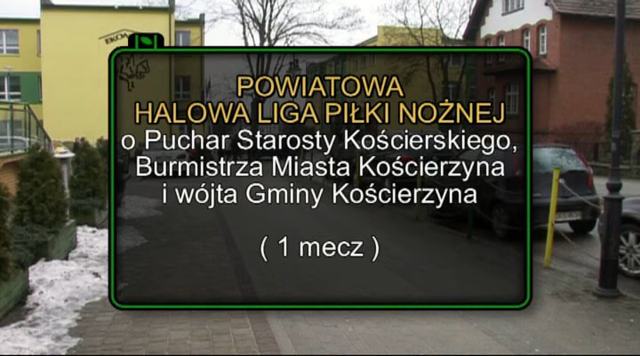 POWIATOWA
HALOWA LIGA PIŁKI NOŻNEJ
o Puchar Starosty Kościerskiego,
Burmistrza Miasta Kościerzyna
i wójta Gminy Kościerzyna
( 1 mecz )